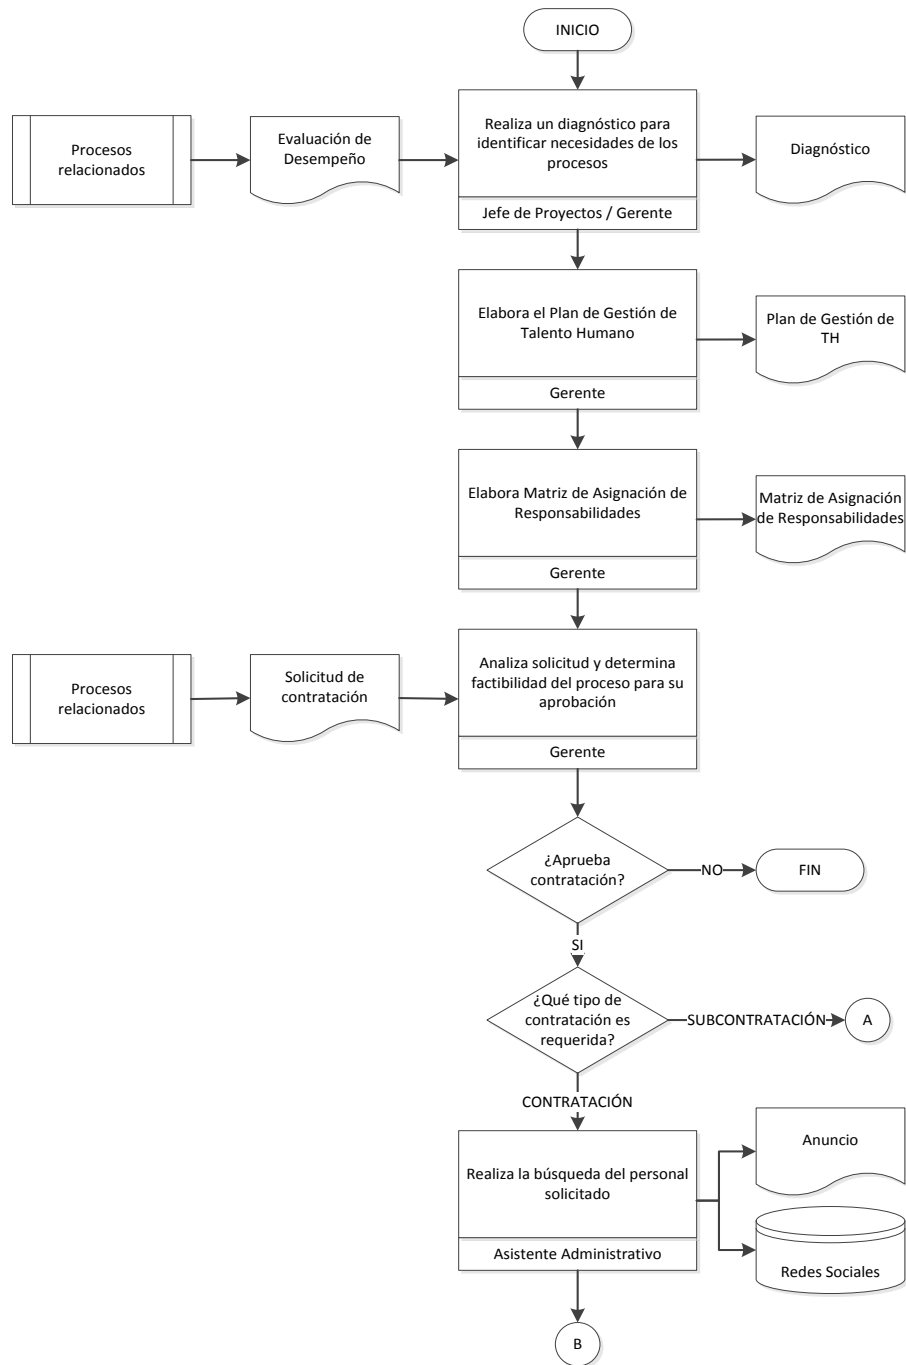 INICIO
Procesos
relacionados
Evaluación de
Desempeño
Realiza un diagnóstico para
identificar necesidades de los
procesos
Jefe de Proyectos / Gerente
Diagnóstico
Elabora el Plan de Gestión de
Talento Humano
Gerente
Plan de Gestión de
TH
Elabora Matriz de Asignación de
Responsabilidades
Gerente
Matriz de Asignación
de Responsabilidades
Procesos
relacionados
Solicitud de
contratación
Analiza solicitud y determina
factibilidad del proceso para su
aprobación
Gerente
¿Aprueba
contratación?
NO
FIN
SI
¿Qué tipo de
contratación es
requerida?
SUBCONTRATACIÓN
A
CONTRATACIÓN
Realiza la búsqueda del personal
solicitado
Asistente Administrativo
Anuncio
Redes Sociales
B